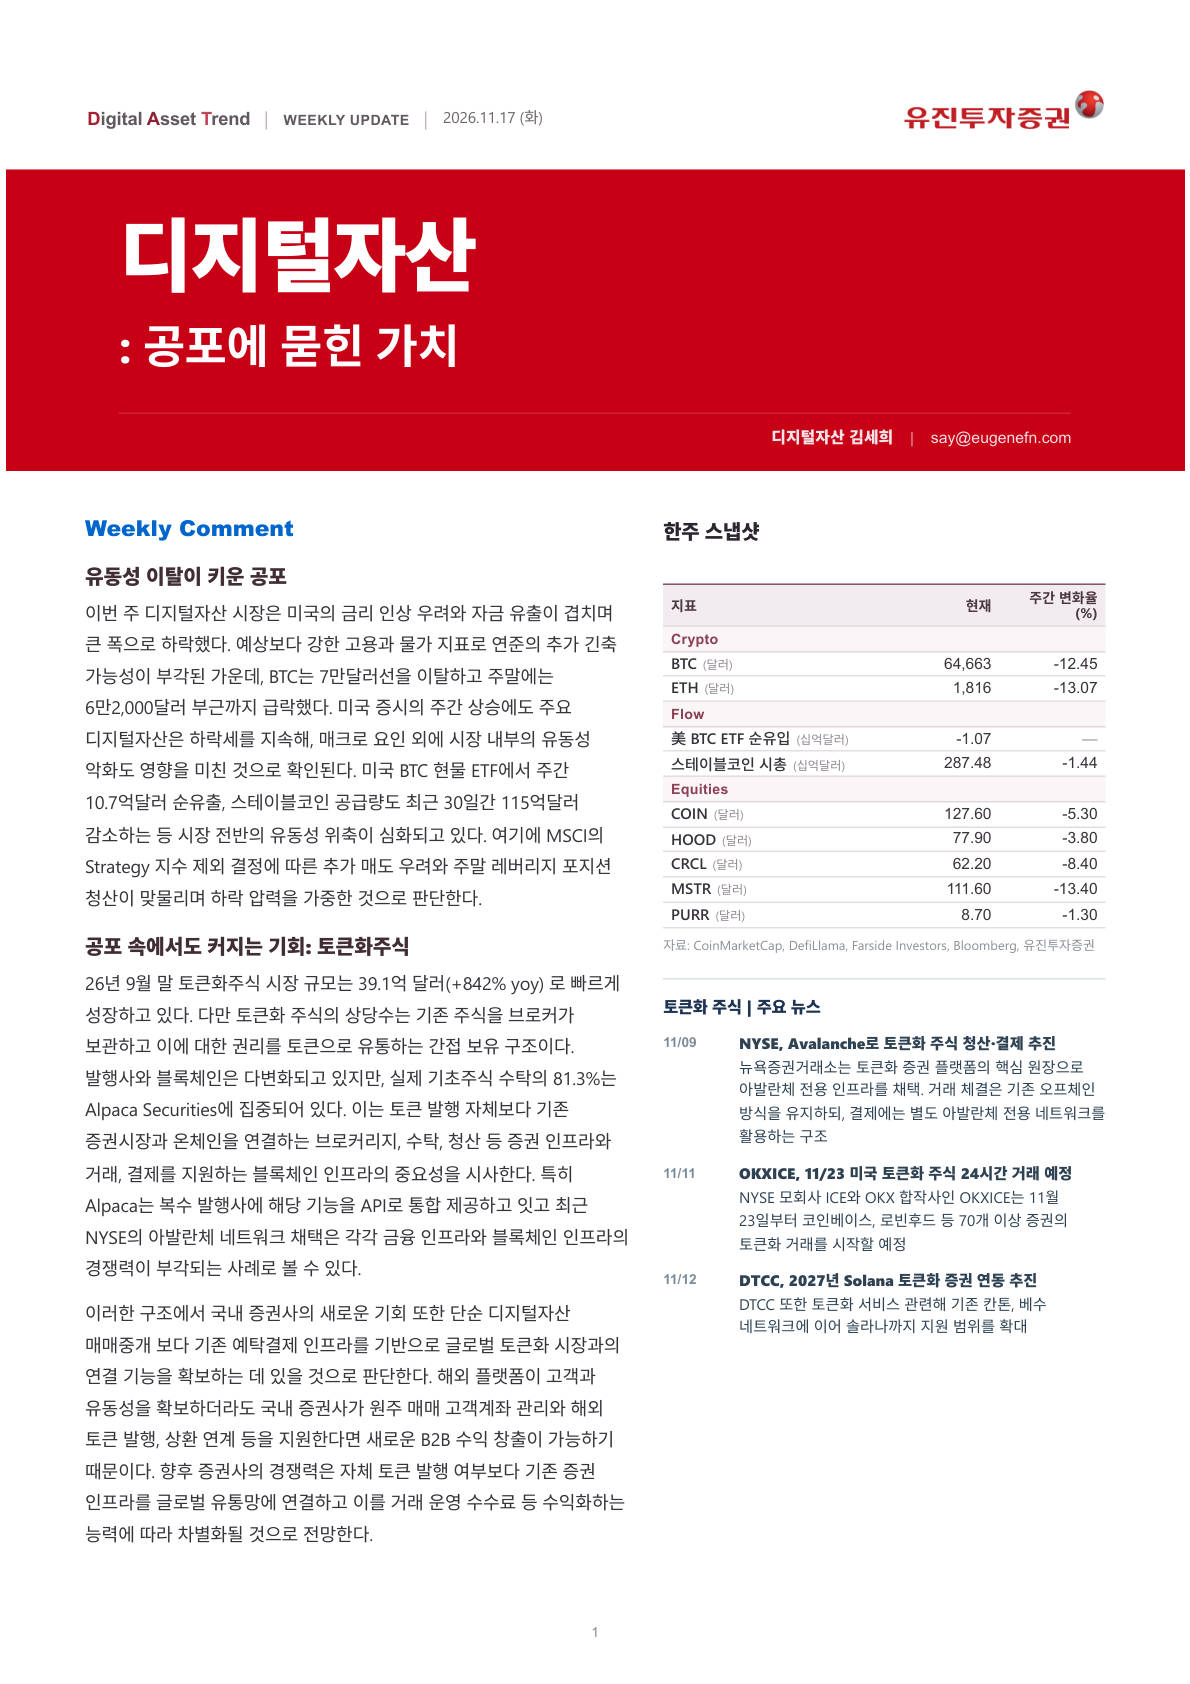 Digital Asset Trend | WEEKLY UPDATE | 2026.11.17 (화)
유진투자증권
디지털자산
: 공포에 묻힌 가치
디지털자산 김세희 | say@eugenefn.com
Weekly Comment
유동성 이탈이 키운 공포
이번 주 디지털자산 시장은 미국의 금리 인상 우려와 자금 유출이 겹치며
큰 폭으로 하락했다. 예상보다 강한 고용과 물가 지표로 연준의 추가 긴축
가능성이 부각된 가운데, BTC는 7만달러선을 이탈하고 주말에는
6만2,000달러 부근까지 급락했다. 미국 증시의 주간 상승에도 주요
디지털자산은 하락세를 지속해, 매크로 요인 외에 시장 내부의 유동성
악화도 영향을 미친 것으로 확인된다. 미국 BTC 현물 ETF에서 주간
10.7억달러 순유출, 스테이블코인 공급량도 최근 30일간 115억달러
감소하는 등 시장 전반의 유동성 위축이 심화되고 있다. 여기에 MSCI의
Strategy 지수 제외 결정에 따른 추가 매도 우려와 주말 레버리지 포지션
청산이 맞물리며 하락 압력을 가중한 것으로 판단한다.
공포 속에서도 커지는 기회: 토큰화주식
26년 9월 말 토큰화주식 시장 규모는 39.1억 달러(+842% yoy) 로 빠르게
성장하고 있다. 다만 토큰화 주식의 상당수는 기존 주식을 브로커가
보관하고 이에 대한 권리를 토큰으로 유통하는 간접 보유 구조이다.
발행사와 블록체인은 다변화되고 있지만, 실제 기초주식 수탁의 81.3%는
Alpaca Securities에 집중되어 있다. 이는 토큰 발행 자체보다 기존
증권시장과 온체인을 연결하는 브로커리지, 수탁, 청산 등 증권 인프라와
거래, 결제를 지원하는 블록체인 인프라의 중요성을 시사한다. 특히
Alpaca는 복수 발행사에 해당 기능을 API로 통합 제공하고 잇고 최근
NYSE의 아발란체 네트워크 채택은 각각 금융 인프라와 블록체인 인프라의
경쟁력이 부각되는 사례로 볼 수 있다.
이러한 구조에서 국내 증권사의 새로운 기회 또한 단순 디지털자산
매매중개 보다 기존 예탁결제 인프라를 기반으로 글로벌 토큰화 시장과의
연결 기능을 확보하는 데 있을 것으로 판단한다. 해외 플랫폼이 고객과
유동성을 확보하더라도 국내 증권사가 원주 매매 고객계좌 관리와 해외
토큰 발행, 상환 연계 등을 지원한다면 새로운 B2B 수익 창출이 가능하기
때문이다. 향후 증권사의 경쟁력은 자체 토큰 발행 여부보다 기존 증권
인프라를 글로벌 유통망에 연결하고 이를 거래 운영 수수료 등 수익화하는
능력에 따라 차별화될 것으로 전망한다.
한주 스냅샷
지표 현재 주간 변화율
(%)
Crypto
BTC (달러) 64,663 -12.45
ETH (달러) 1,816 -13.07
Flow
美 BTC ETF 순유입 (십억달러) -1.07 —
스테이블코인 시총 (십억달러) 287.48 -1.44
Equities
COIN (달러) 127.60 -5.30
HOOD (달러) 77.90 -3.80
CRCL (달러) 62.20 -8.40
MSTR (달러) 111.60 -13.40
PURR (달러) 8.70 -1.30
자료: CoinMarketCap, DefiLlama, Farside Investors, Bloomberg, 유진투자증권
토큰화 주식 | 주요 뉴스
11/09 NYSE, Avalanche로 토큰화 주식 청산·결제 추진
뉴욕증권거래소는 토큰화 증권 플랫폼의 핵심 원장으로
아발란체 전용 인프라를 채택. 거래 체결은 기존 오프체인
방식을 유지하되, 결제에는 별도 아발란체 전용 네트워크를
활용하는 구조
11/11 OKXICE, 11/23 미국 토큰화 주식 24시간 거래 예정
NYSE 모회사 ICE와 OKX 합작사인 OKXICE는 11월
23일부터 코인베이스, 로빈후드 등 70개 이상 증권의
토큰화 거래를 시작할 예정
11/12 DTCC, 2027년 Solana 토큰화 증권 연동 추진
DTCC 또한 토큰화 서비스 관련해 기존 칸톤, 베수
네트워크에 이어 솔라나까지 지원 범위를 확대
1